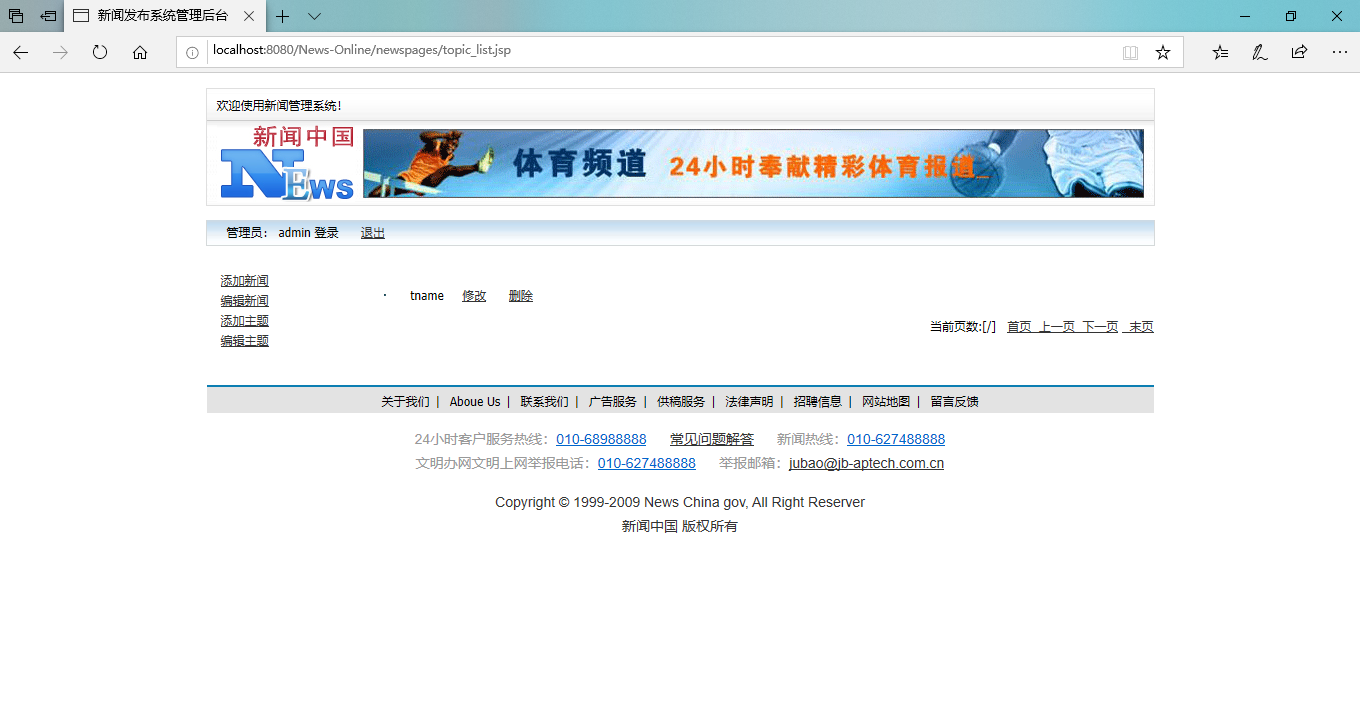 新闻发布系统管理后台
localhost:8080/News-Online/newspages/topic_list.jsp
欢迎使用新闻管理系统!
新闻中国
News
体育频道 24小时奉献精彩体育报道_
管理员: admin 登录 退出
添加新闻
编辑新闻
添加主题
编辑主题
· tname 修改 删除
当前页数:[/] 首页 上一页 下一页 末页
关于我们 | Aboue Us | 联系我们 | 广告服务 | 供稿服务 | 法律声明 | 招聘信息 | 网站地图 | 留言反馈
24小时客户服务热线：010-68988888 常见问题解答 新闻热线：010-627488888
文明办网文明上网举报电话：010-627488888 举报邮箱：jubao@jb-aptech.com.cn
Copyright © 1999-2009 News China gov, All Right Reserver
新闻中国 版权所有